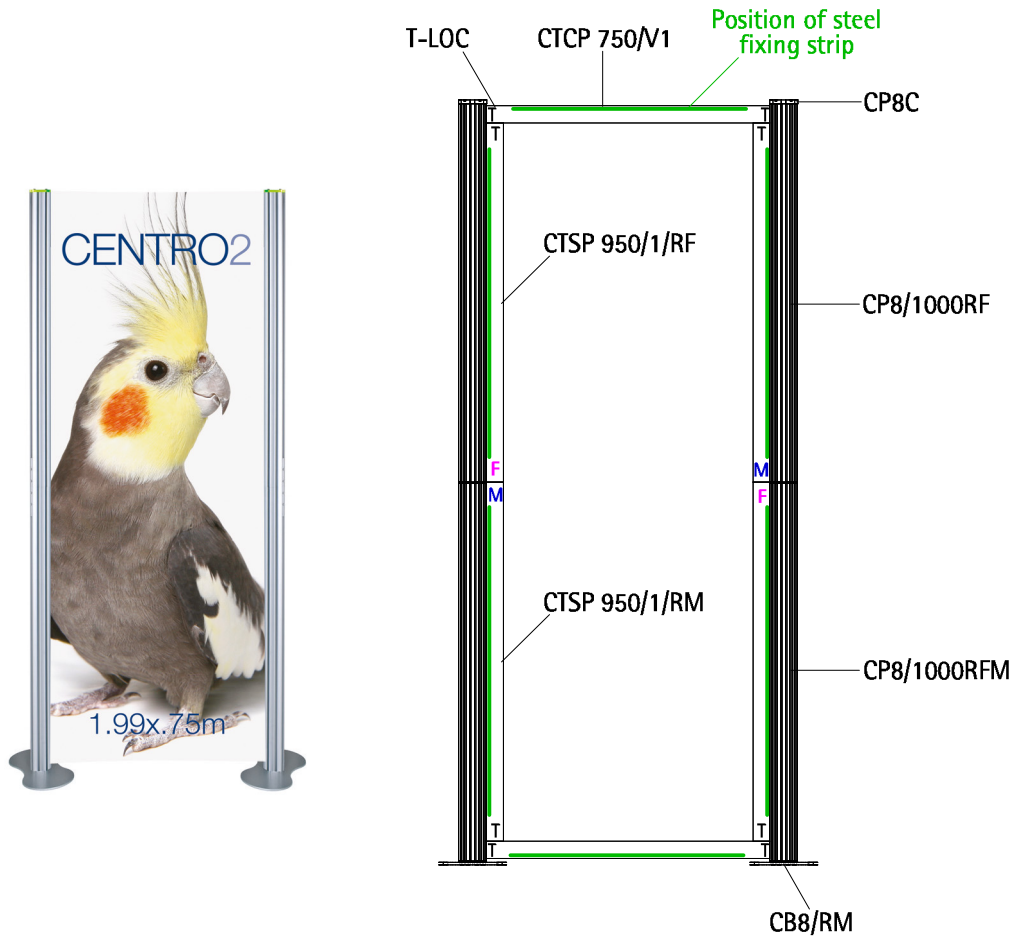 CENTRO2
1.99x.75m
Position of steel
fixing strip
T-LOC
CTCP 750/V1
CP8C
T
T
T
T
CTSP 950/1/RF
CP8/1000RF
F
M
M
F
CTSP 950/1/RM
CP8/1000RFM
T
T
T
T
CB8/RM